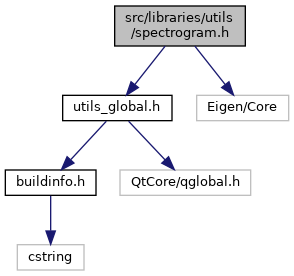 src/libraries/utils
/spectrogram.h
utils_global.h
Eigen/Core
buildinfo.h
QtCore/qglobal.h
cstring